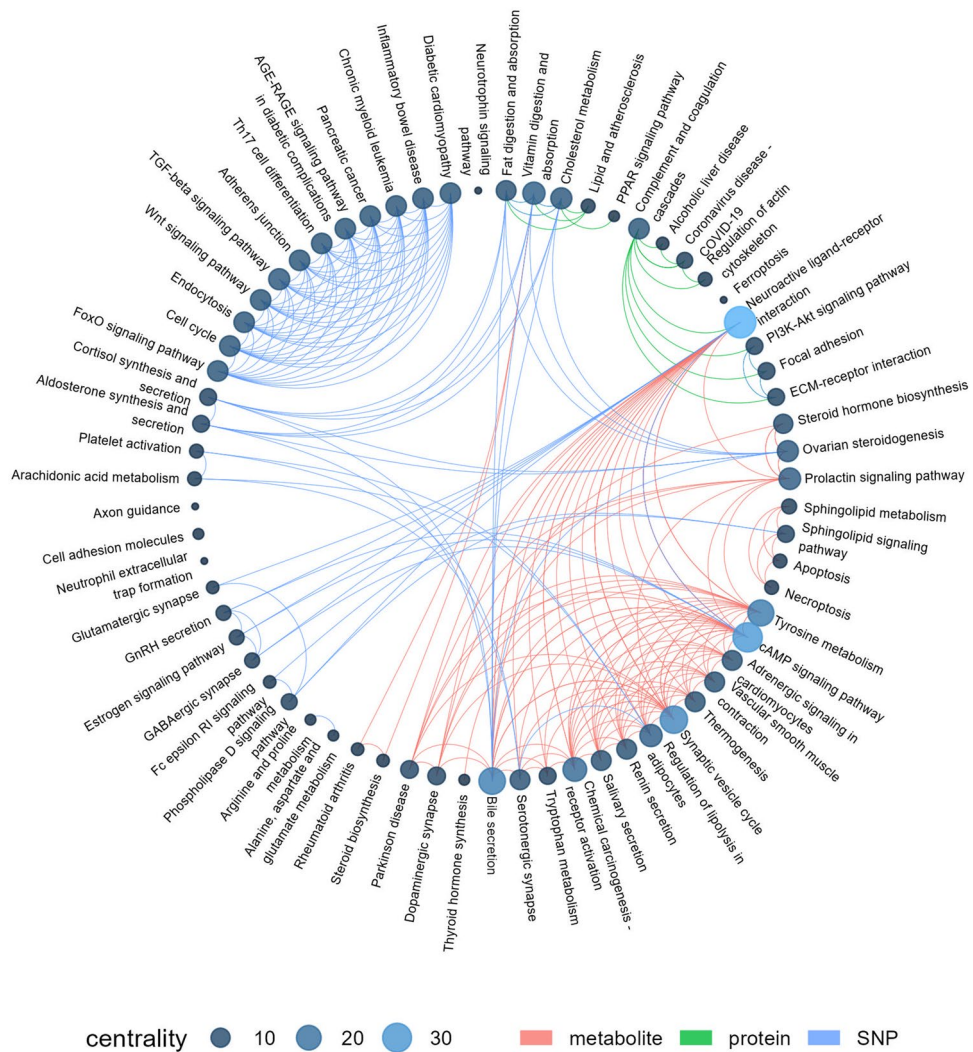 Neurotrophin signaling
pathway
Fat digestion and absorption
Vitamin digestion and
absorption
Cholesterol metabolism
Lipid and atherosclerosis
PPAR signaling pathway
Complement and coagulation
cascades
Alcoholic liver disease
Coronavirus disease -
COVID-19
Regulation of actin
cytoskeleton
Ferroptosis
Neuroactive ligand-receptor
interaction
PI3K-Akt signaling pathway
Focal adhesion
ECM-receptor interaction
Steroid hormone biosynthesis
Ovarian steroidogenesis
Prolactin signaling pathway
Sphingolipid metabolism
Sphingolipid signaling
pathway
Apoptosis
Necroptosis
Tyrosine metabolism
cAMP signaling pathway
Adrenergic signaling in
cardiomyocytes
Vascular smooth muscle
contraction
Thermogenesis
Synaptic vesicle cycle
Regulation of lipolysis in
adipocytes
Renin secretion
Salivary secretion
Chemical carcinogenesis -
receptor activation
Tryptophan metabolism
Serotonergic synapse
Bile secretion
Thyroid hormone synthesis
Dopaminergic synapse
Parkinson disease
Steroid biosynthesis
Rheumatoid arthritis
Alanine, aspartate and
glutamate metabolism
Arginine and proline
metabolism
Phospholipase D signaling
pathway
Fc epsilon RI signaling
pathway
GABAergic synapse
Estrogen signaling pathway
GnRH secretion
Glutamatergic synapse
Neutrophil extracellular
trap formation
Cell adhesion molecules
Axon guidance
Arachidonic acid metabolism
Platelet activation
Aldosterone synthesis and
secretion
Cortisol synthesis and
secretion
FoxO signaling pathway
Cell cycle
Endocytosis
Wnt signaling pathway
TGF-beta signaling pathway
Adherens junction
Th17 cell differentiation
AGE-RAGE signaling pathway
in diabetic complications
Pancreatic cancer
Chronic myeloid leukemia
Inflammatory bowel disease
Diabetic cardiomyopathy
centrality 10 20 30 metabolite protein SNP